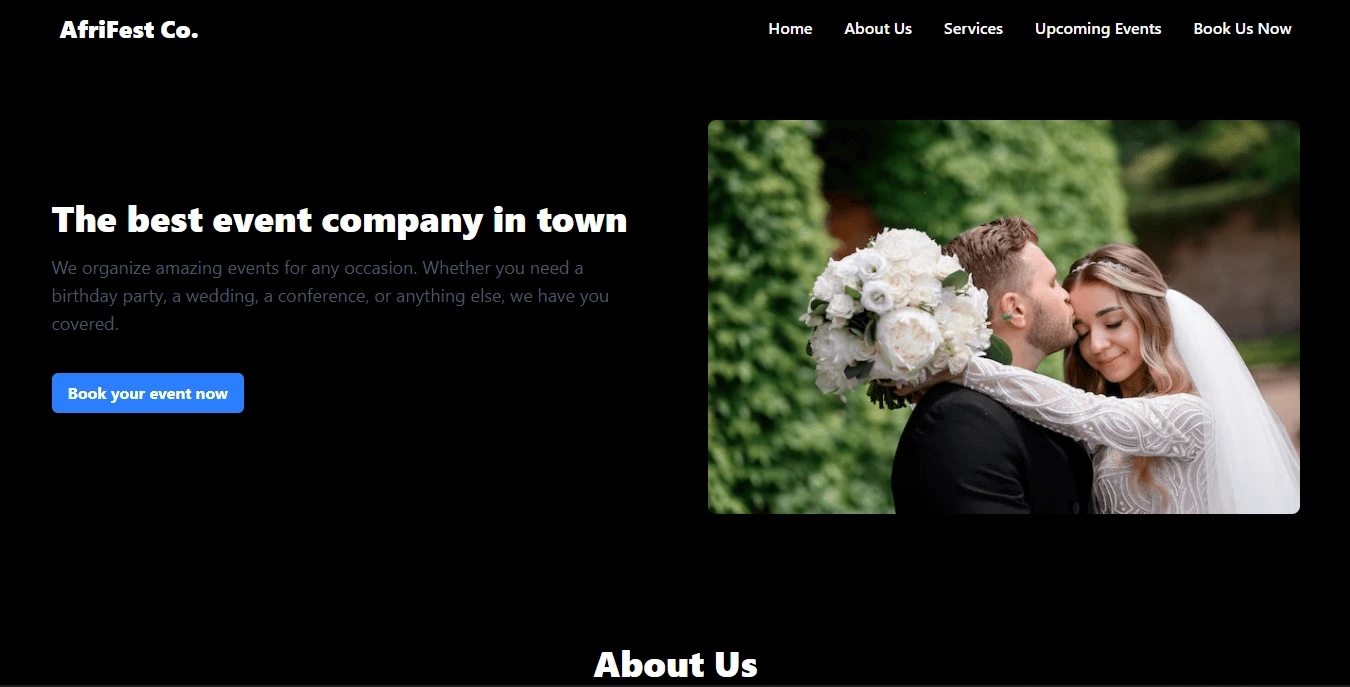 AfriFest Co.
Home About Us Services Upcoming Events Book Us Now
The best event company in town
We organize amazing events for any occasion. Whether you need a
birthday party, a wedding, a conference, or anything else, we have you
covered.
Book your event now
About Us